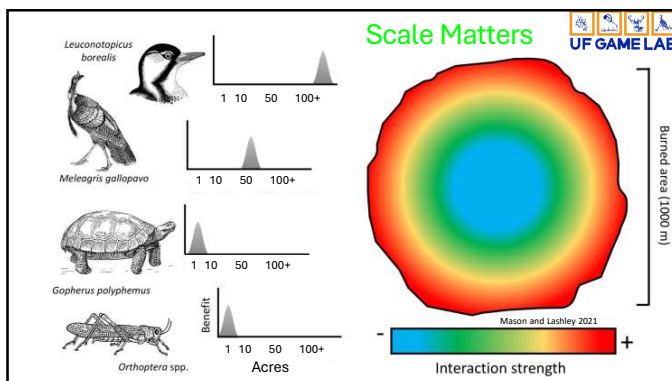 Scale Matters
UF GAME LAB
Leuconotopicus
borealis
1 10 50 100+
Meleagris gallopavo
1 10 50 100+
Gopherus polyphemus
1 10 50 100+
Orthoptera spp.
Benefit
1 10 50 100+
Acres
Burned area (1000 m)
Mason and Lashley 2021
- +
Interaction strength